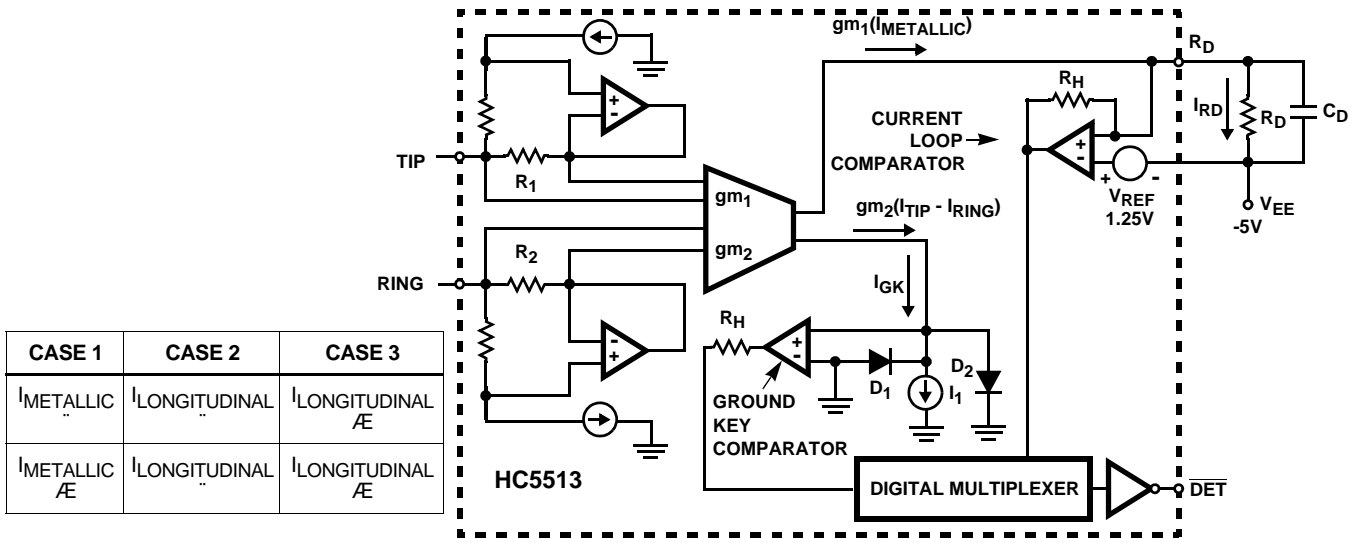 gm1(IMETALLIC)
RD
RH
IRD
RD
CD
CURRENT
LOOP
COMPARATOR
+
-
+
-
+
-
VREF
1.25V
VEE
-5V
TIP
R1
gm1
gm2(ITIP - IRING)
gm2
R2
RING
IGK
RH
-
+
+
-
D1
D2
I1
GROUND
KEY
COMPARATOR
HC5513
DIGITAL MULTIPLEXER
DET
CASE 1 CASE 2 CASE 3
IMETALLIC ILONGITUDINAL ILONGITUDINAL
¨ ¨ Æ
IMETALLIC ILONGITUDINAL ILONGITUDINAL
Æ ¨ Æ